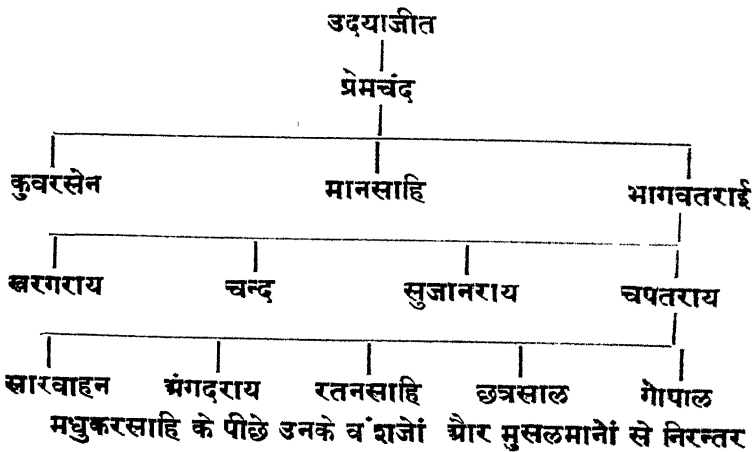 उदयाजीत
प्रेमचंद
कुवरसेन मानसाहि भागवतराई
खरगराय चन्द सुजानराय चपतराय
सारवाहन अंगदराय रतनसाहि छत्रसाल गोपाल
मधुकरसाहि के पीछे उनके वंशजों और मुसलमानों से निरन्तर